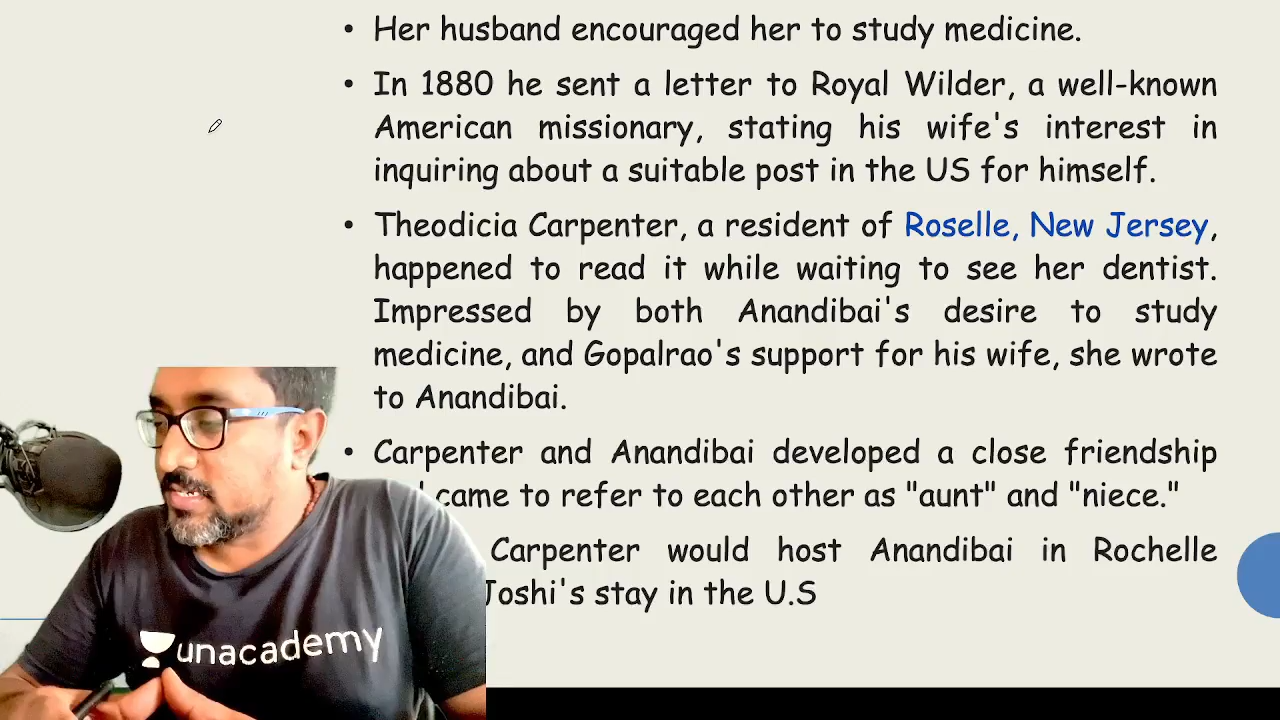 • Her husband encouraged her to study medicine.
• In 1880 he sent a letter to Royal Wilder, a well-known
American missionary, stating his wife's interest in
inquiring about a suitable post in the US for himself.
• Theodicia Carpenter, a resident of Roselle, New Jersey,
happened to read it while waiting to see her dentist.
Impressed by both Anandibai's desire to study
medicine, and Gopalrao's support for his wife, she wrote
to Anandibai.
• Carpenter and Anandibai developed a close friendship
came to refer to each other as "aunt" and "niece."
Carpenter would host Anandibai in Rochelle
Joshi's stay in the U.S
unacademy